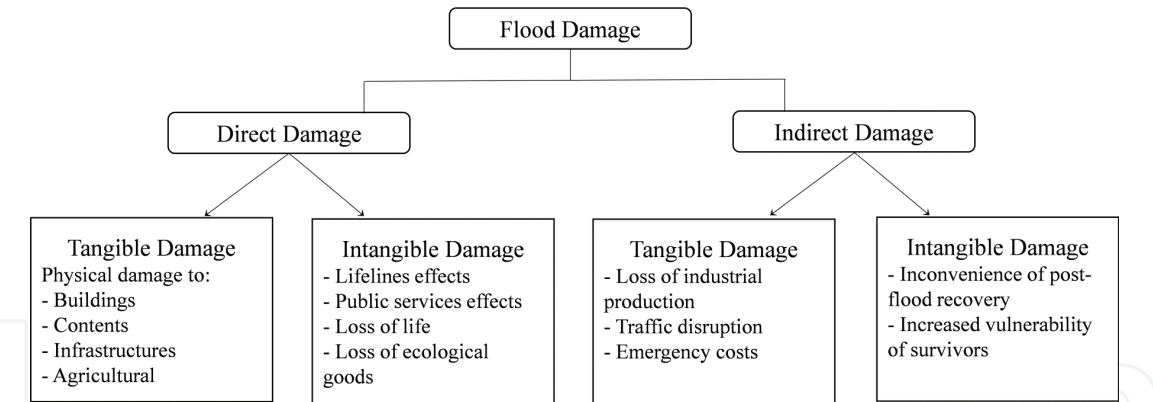 Flood Damage
Direct Damage
Indirect Damage
Tangible Damage
Physical damage to:
- Buildings
- Contents
- Infrastructures
- Agricultural
Intangible Damage
- Lifelines effects
- Public services effects
- Loss of life
- Loss of ecological
goods
Tangible Damage
- Loss of industrial
production
- Traffic disruption
- Emergency costs
Intangible Damage
- Inconvenience of post-
flood recovery
- Increased vulnerability
of survivors